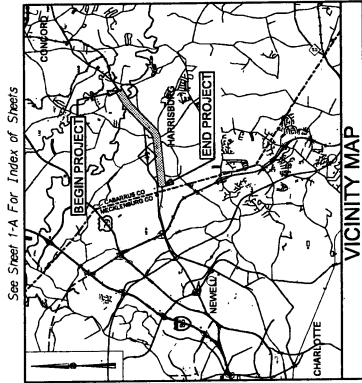 See Sheet 1-A For Index of Sheets
CONCORD
BEGIN PROJECT
HARRISBURG
CABARRUS CO
MECKLENBURG CO
END PROJECT
NEWELL
CHARLOTTE
VICINITY MAP